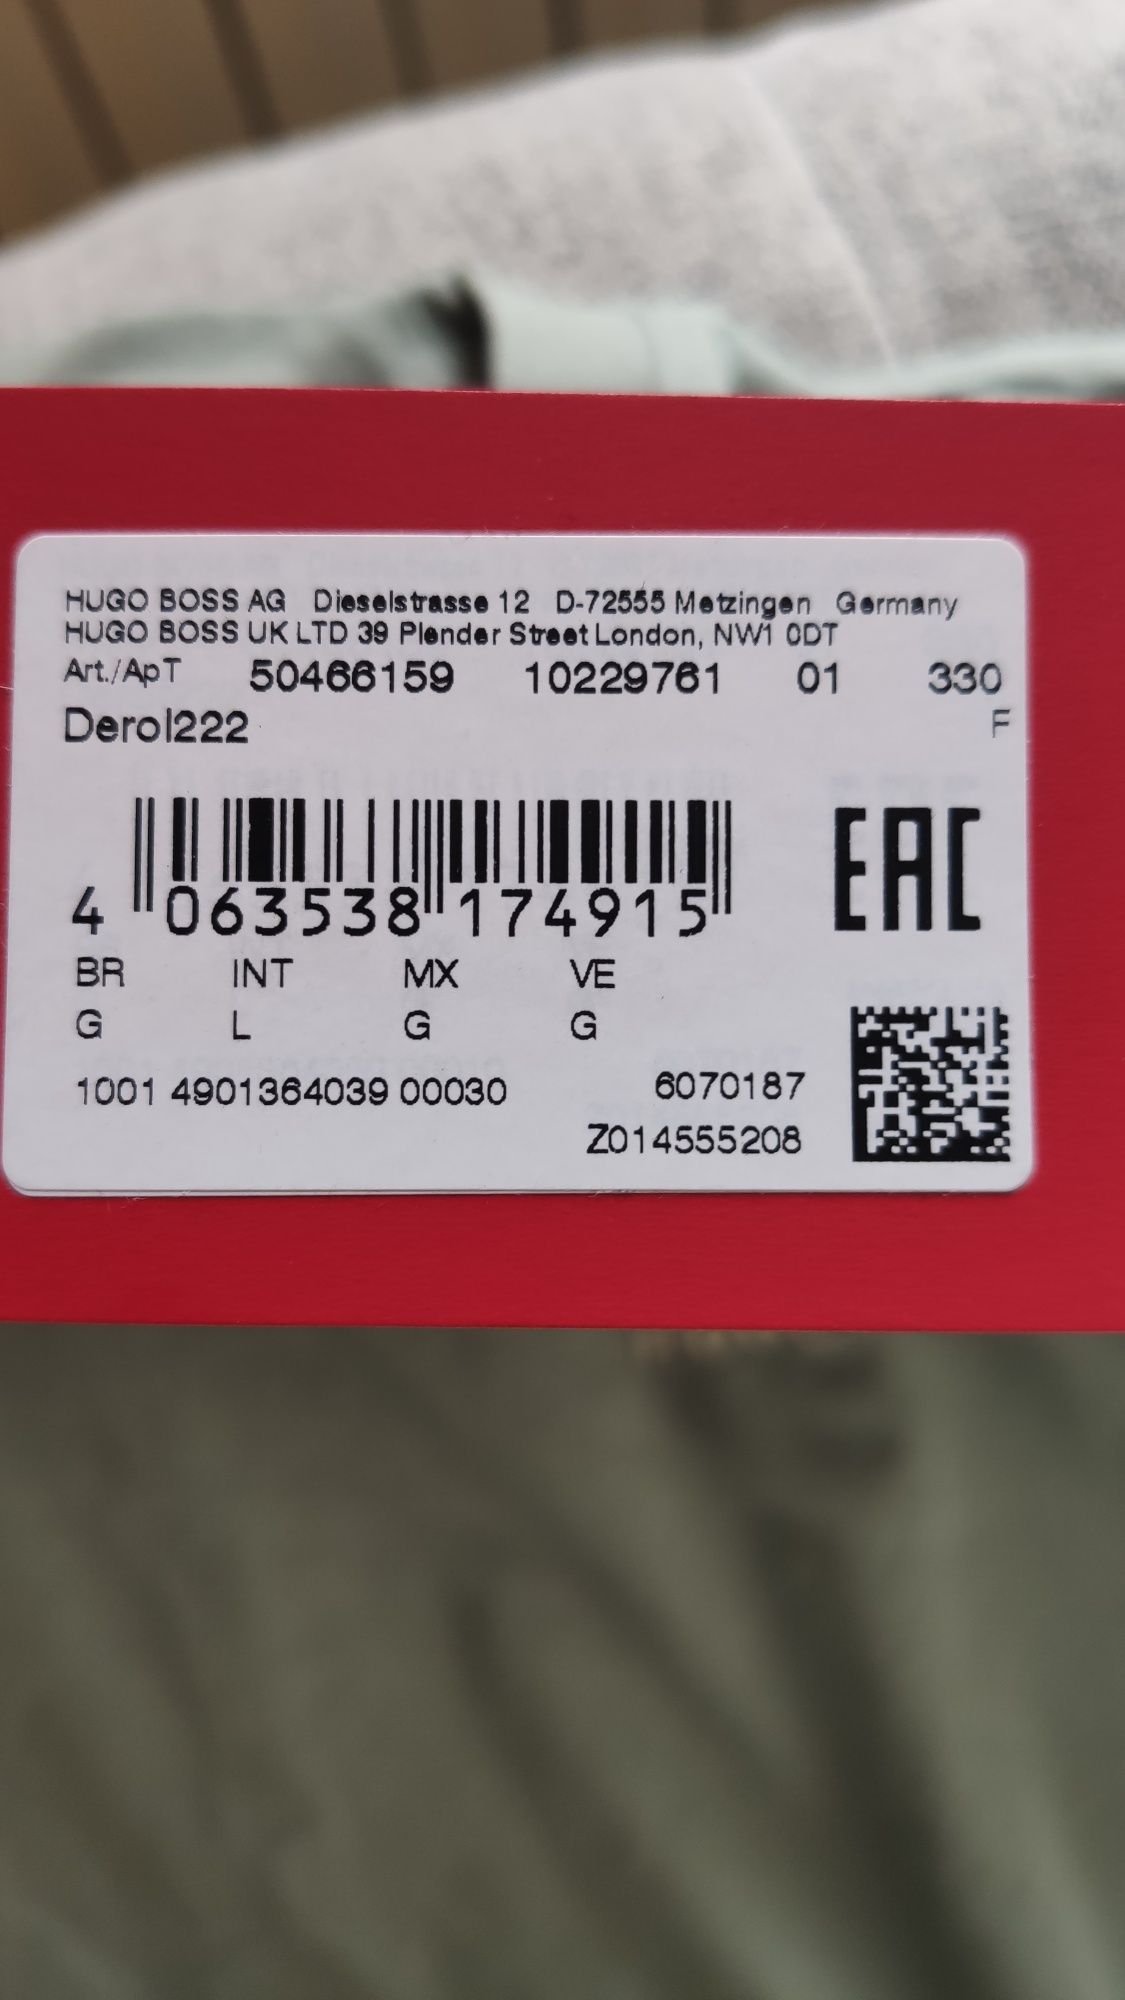 HUGO BOSS AG Dieselstrasse 12 D-72555 Metzingen Germany
HUGO BOSS UK LTD 39 Plender Street London, NW1 0DT
Art./ApT 50466159 10229761 01 330
Derol222 F
4 063538 174915
EAC
BR INT MX VE
G L G G
1001 4901364039 00030 6070187
Z014555208